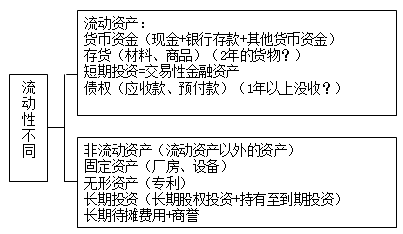 流动性不同
流动资产：
货币资金（现金+银行存款+其他货币资金）
存货（材料、商品）（2年的货物？）
短期投资=交易性金融资产
债权（应收款、预付款）（1年以上没收？）
非流动资产（流动资产以外的资产）
固定资产（厂房、设备）
无形资产（专利）
长期投资（长期股权投资+持有至到期投资）
长期待摊费用+商誉